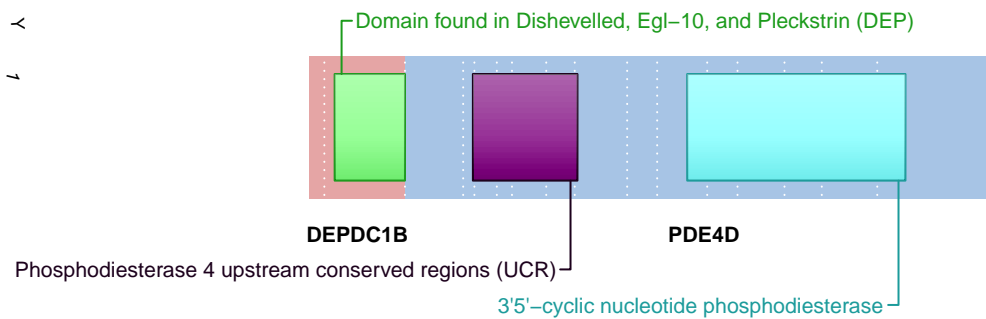 Domain found in Dishevelled, Egl−10, and Pleckstrin (DEP)
Y
1
DEPDC1B
PDE4D
Phosphodiesterase 4 upstream conserved regions (UCR)
3'5'−cyclic nucleotide phosphodiesterase